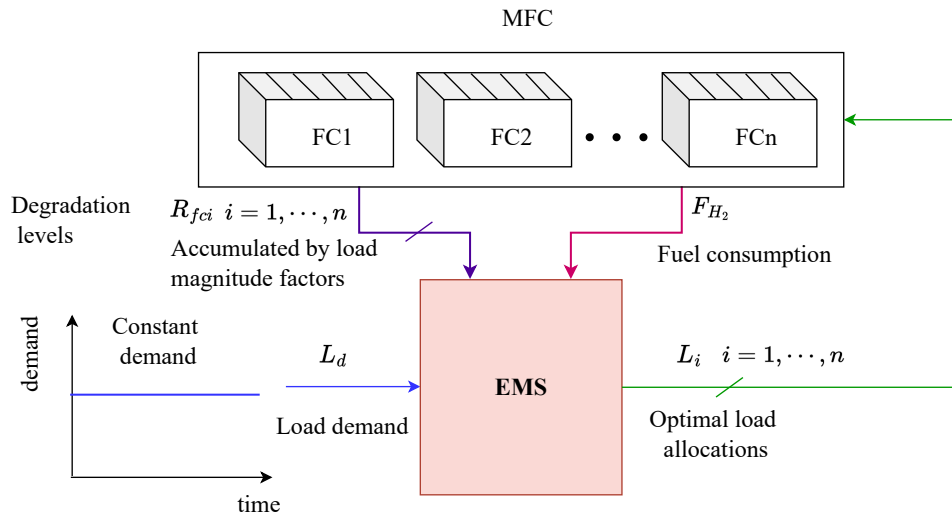 MFC
FC1
FC2
FCn
Degradation
levels
R_{fci} i = 1, ⋯, n
F_{H_2}
Accumulated by load
magnitude factors
Fuel consumption
demand
Constant
demand
time
L_d
Load demand
EMS
L_i i = 1, ⋯, n
Optimal load
allocations